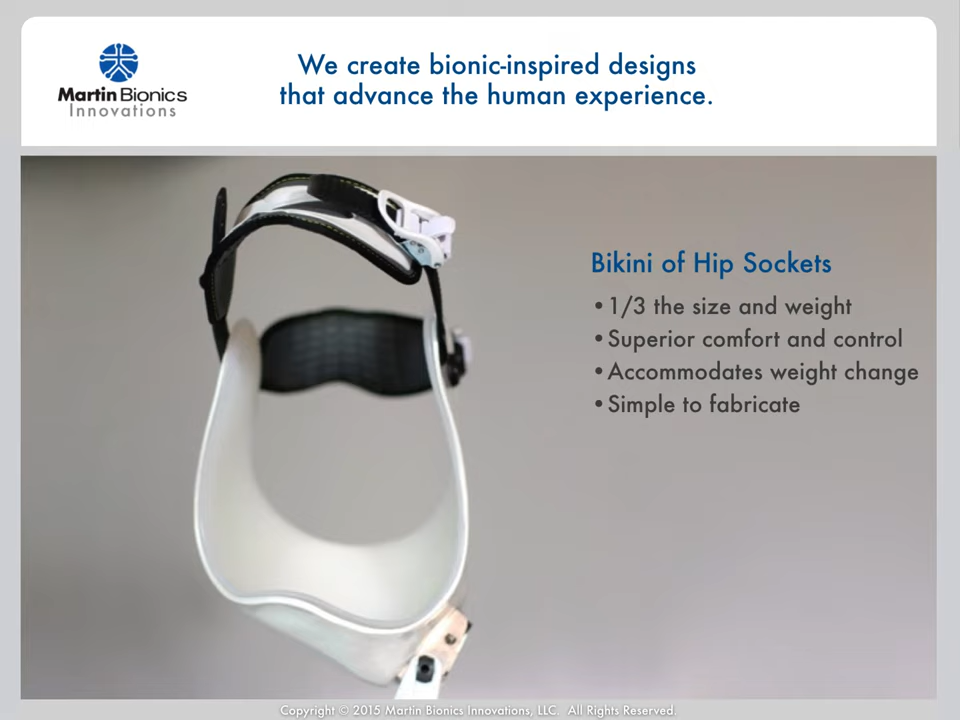 Martin Bionics
Innovations
We create bionic-inspired designs
that advance the human experience.
Bikini of Hip Sockets
•1/3 the size and weight
•Superior comfort and control
•Accommodates weight change
•Simple to fabricate
Copyright © 2015 Martin Bionics Innovations, LLC. All Rights Reserved.